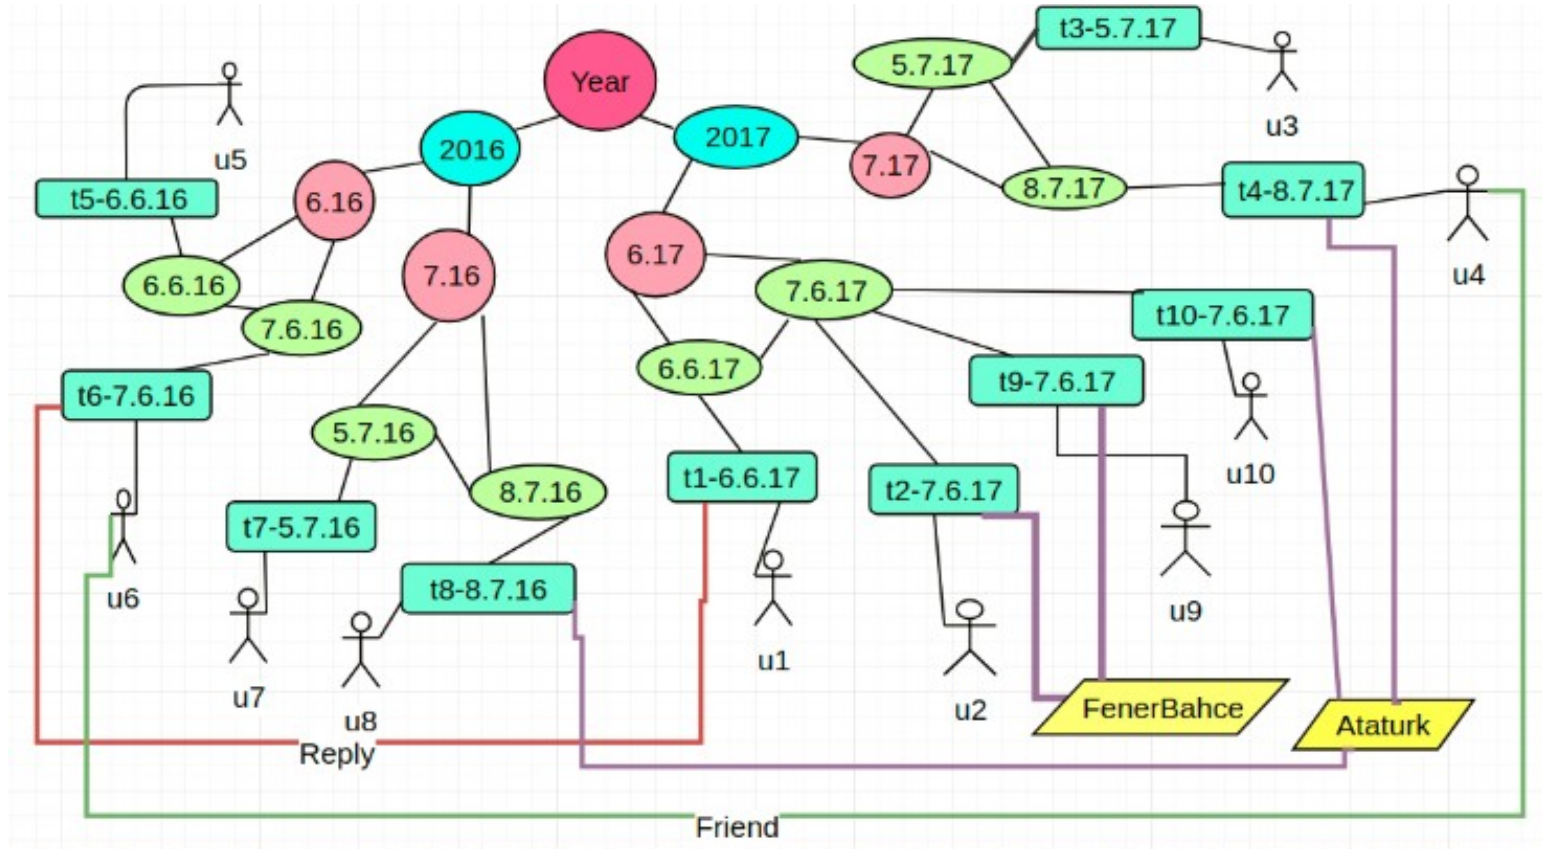 Year
2016
2017
5.7.17
t3-5.7.17
u3
7.17
8.7.17
t4-8.7.17
u4
u5
t5-6.6.16
6.16
6.6.16
7.6.16
7.16
6.17
7.6.17
t10-7.6.17
u10
6.6.17
t9-7.6.17
u9
t6-7.6.16
u6
5.7.16
8.7.16
t7-5.7.16
u7
t8-8.7.16
u8
t1-6.6.17
u1
t2-7.6.17
u2
FenerBahce
Ataturk
Reply
Friend